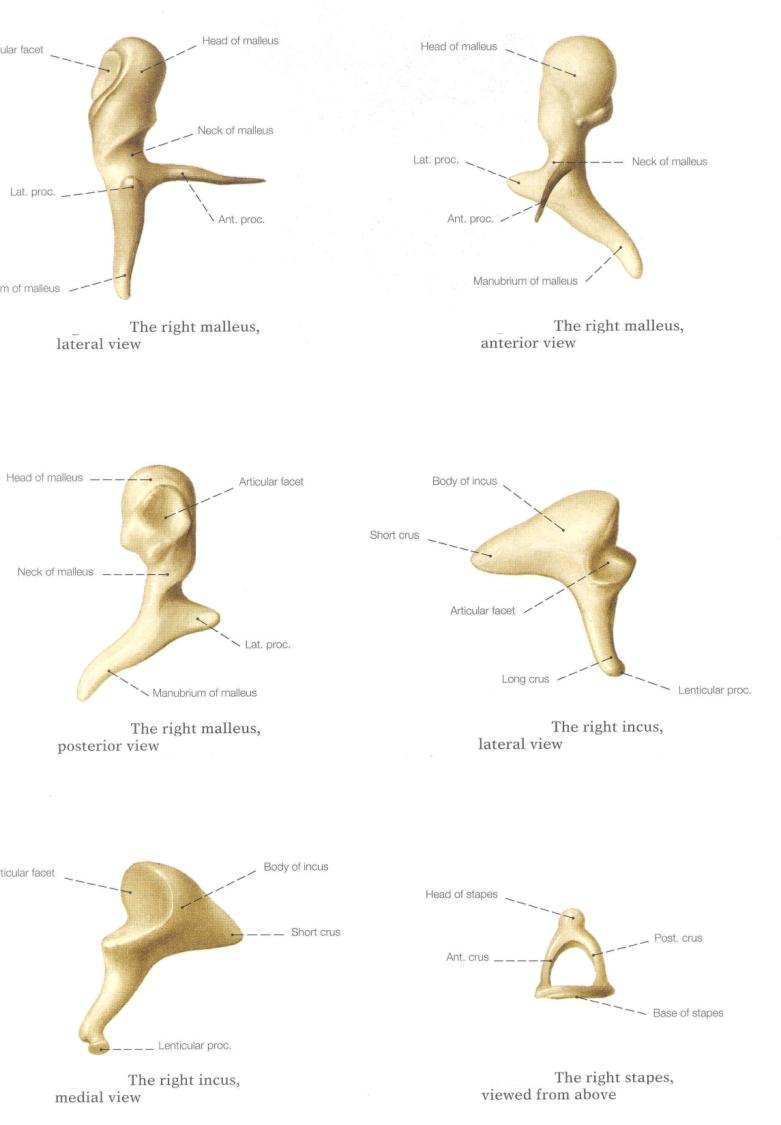 ular facet
Head of malleus
Neck of malleus
Lat. proc.
Ant. proc.
m of malleus
The right malleus,
lateral view
Head of malleus
Lat. proc.
Neck of malleus
Ant. proc.
Manubrium of malleus
The right malleus,
anterior view
Head of malleus
Articular facet
Neck of malleus
Lat. proc.
Manubrium of malleus
The right malleus,
posterior view
Body of incus
Short crus
Articular facet
Long crus
Lenticular proc.
The right incus,
lateral view
ticular facet
Body of incus
Short crus
Lenticular proc.
The right incus,
medial view
Head of stapes
Post. crus
Ant. crus
Base of stapes
The right stapes,
viewed from above